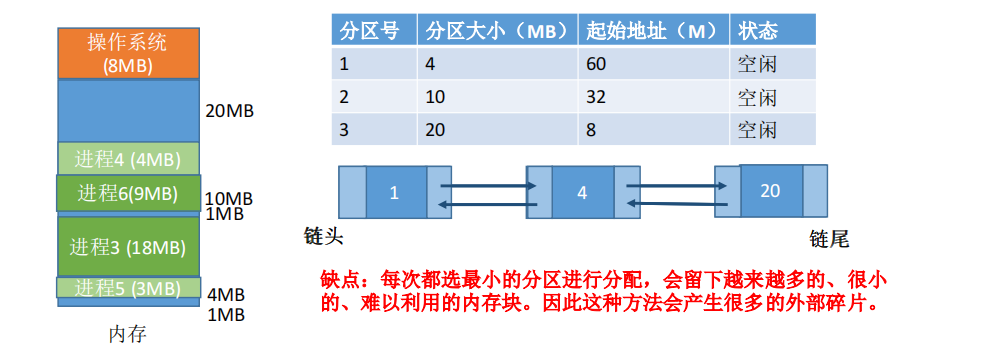 操作系统
(8MB)
20MB
进程4 (4MB)
进程6(9MB)
10MB
1MB
进程3 (18MB)
进程5 (3MB)
4MB
1MB
内存
分区号 分区大小（MB） 起始地址（M） 状态
1 4 60 空闲
2 10 32 空闲
3 20 8 空闲
1 4 20
链头 链尾
缺点：每次都选最小的分区进行分配，会留下越来越多的、很小
的、难以利用的内存块。因此这种方法会产生很多的外部碎片。